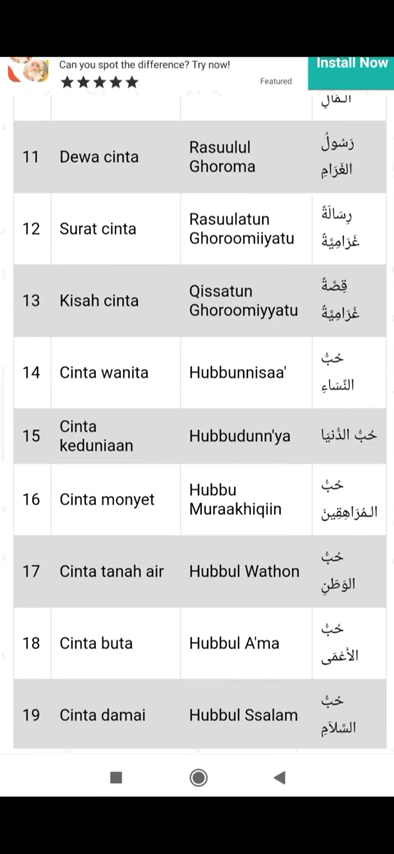 Can you spot the difference? Try now!
Install Now
★★★★★
Featured
المَالِ
11 Dewa cinta Rasuulul Ghoroma رَسُولُ الغَرَامِ
12 Surat cinta Rasuulatun Ghoroomiiyatu رِسَالَةٌ غَرَامِيَّةٌ
13 Kisah cinta Qissatun Ghoroomiyyatu قِصَّةٌ غَرَامِيَّةٌ
14 Cinta wanita Hubbunnisaa' حُبُّ النِّسَاءِ
15 Cinta keduniaan Hubbudunn'ya حُبُّ الدُّنيَا
16 Cinta monyet Hubbu Muraakhiqiin حُبُّ المُرَاهِقِينَ
17 Cinta tanah air Hubbul Wathon حُبُّ الوَطَنِ
18 Cinta buta Hubbul A'ma حُبُّ الأَعْمَى
19 Cinta damai Hubbul Ssalam حُبُّ السَّلاَمِ